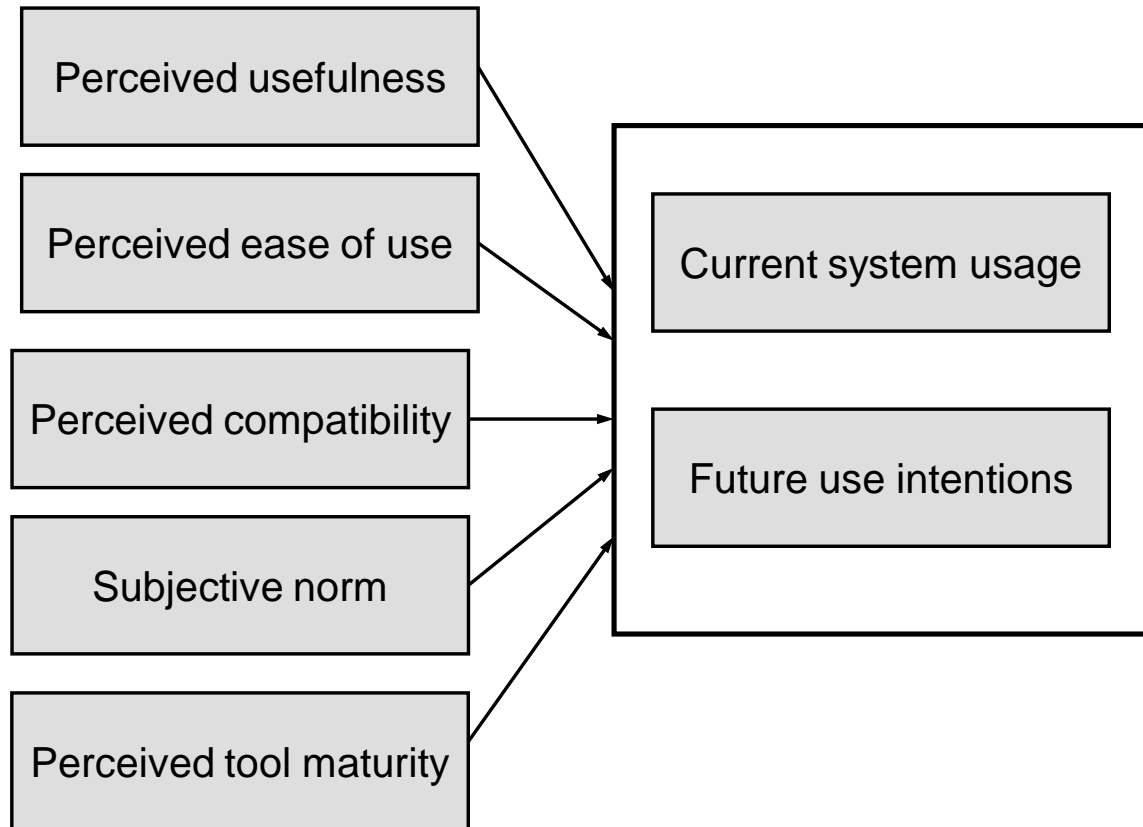 Perceived usefulness
Perceived ease of use
Perceived compatibility
Subjective norm
Perceived tool maturity
Current system usage
Future use intentions